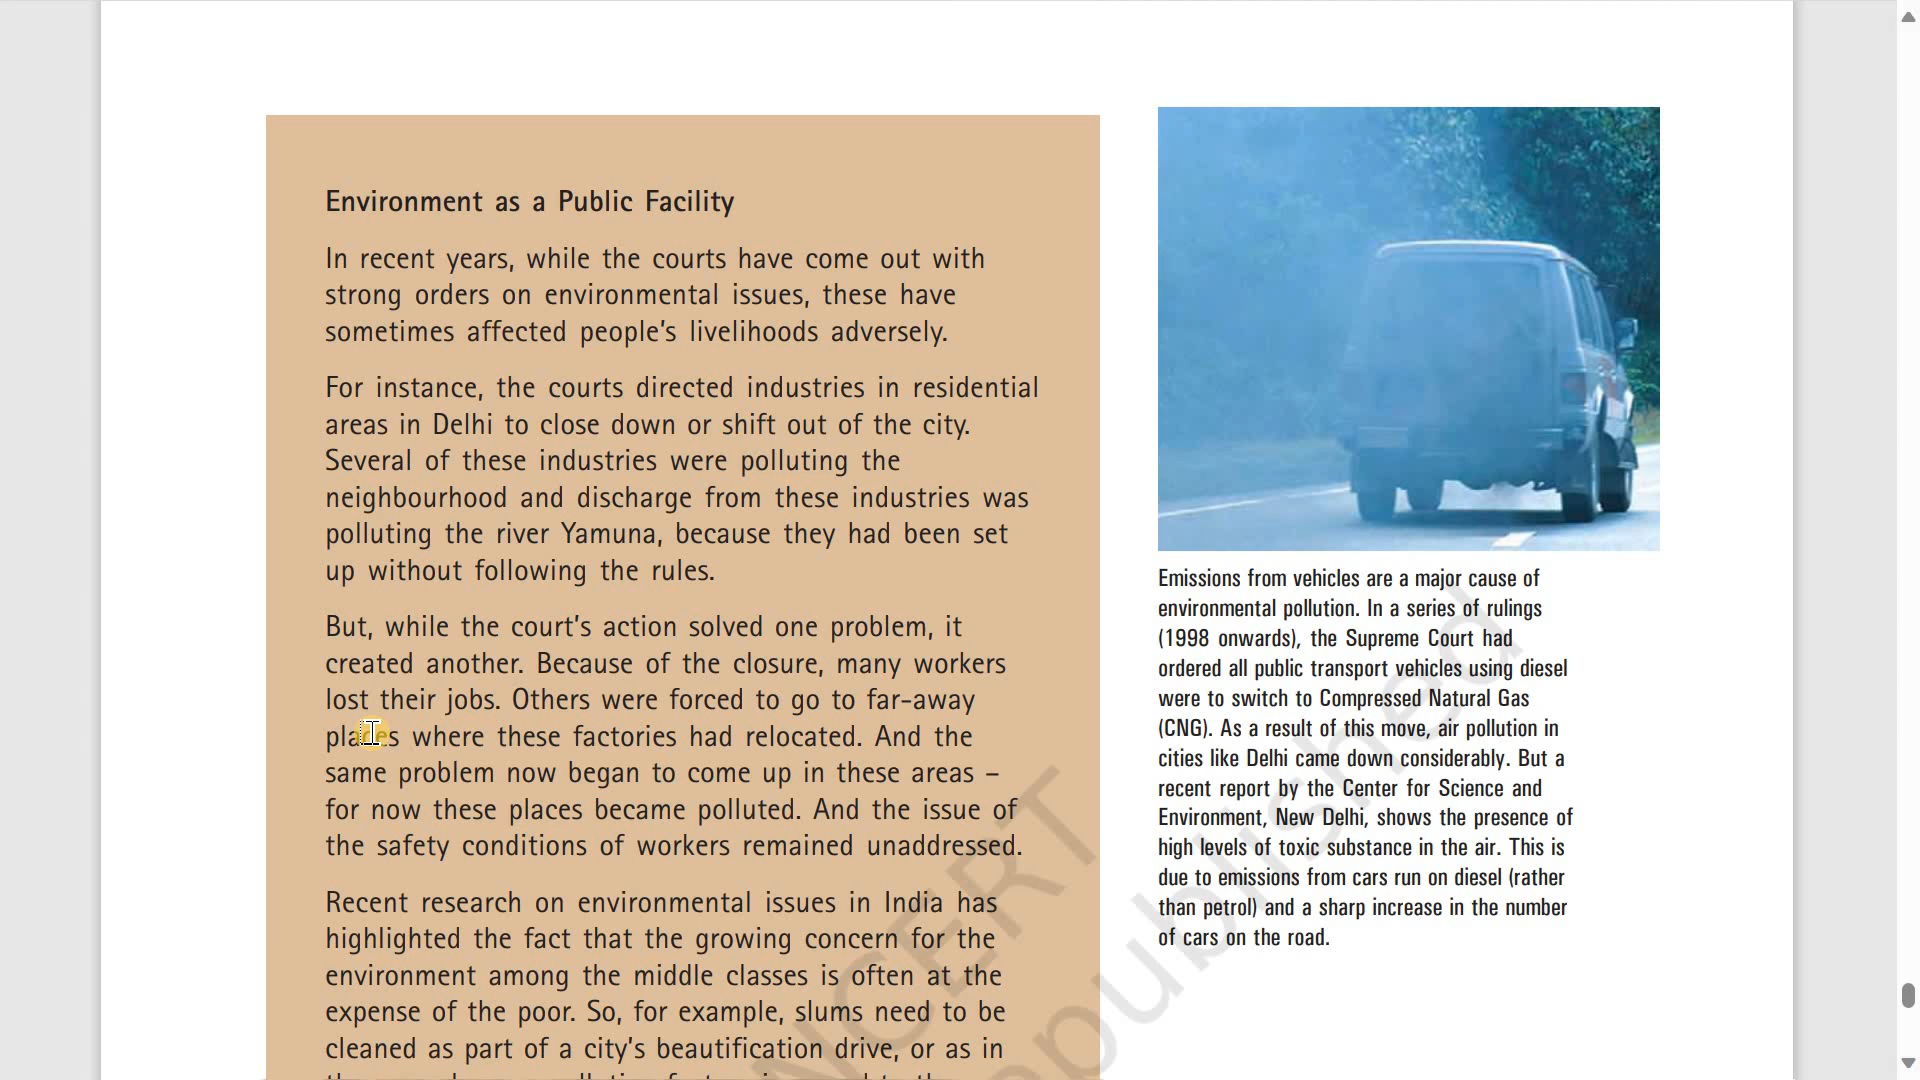 Environment as a Public Facility
In recent years, while the courts have come out with
strong orders on environmental issues, these have
sometimes affected people's livelihoods adversely.
For instance, the courts directed industries in residential
areas in Delhi to close down or shift out of the city.
Several of these industries were polluting the
neighbourhood and discharge from these industries was
polluting the river Yamuna, because they had been set
up without following the rules.
But, while the court's action solved one problem, it
created another. Because of the closure, many workers
lost their jobs. Others were forced to go to far-away
places where these factories had relocated. And the
same problem now began to come up in these areas –
for now these places became polluted. And the issue of
the safety conditions of workers remained unaddressed.
Recent research on environmental issues in India has
highlighted the fact that the growing concern for the
environment among the middle classes is often at the
expense of the poor. So, for example, slums need to be
cleaned as part of a city's beautification drive, or as in
Emissions from vehicles are a major cause of
environmental pollution. In a series of rulings
(1998 onwards), the Supreme Court had
ordered all public transport vehicles using diesel
were to switch to Compressed Natural Gas
(CNG). As a result of this move, air pollution in
cities like Delhi came down considerably. But a
recent report by the Center for Science and
Environment, New Delhi, shows the presence of
high levels of toxic substance in the air. This is
due to emissions from cars run on diesel (rather
than petrol) and a sharp increase in the number
of cars on the road.
NCERT
republished